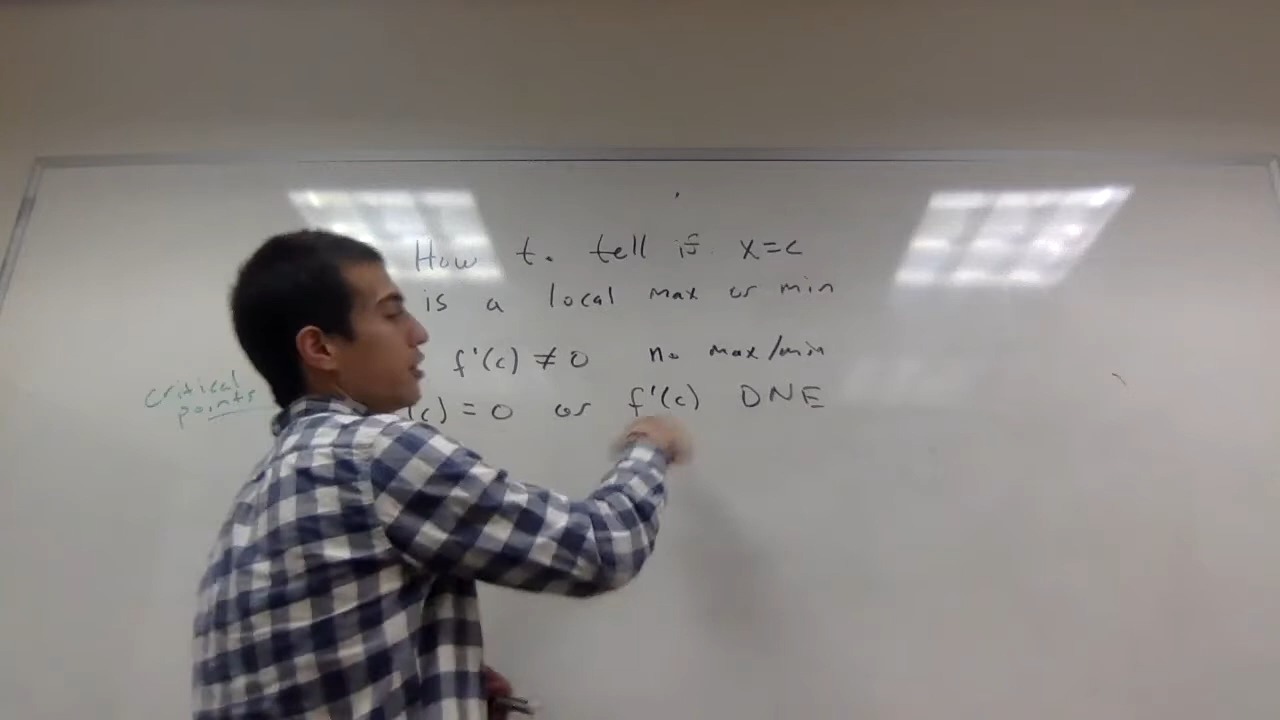 How to tell if x=c
is a local max or min
f'(c) ≠ 0 no max/min
(c) = 0 or f'(c) DNE
critical
points